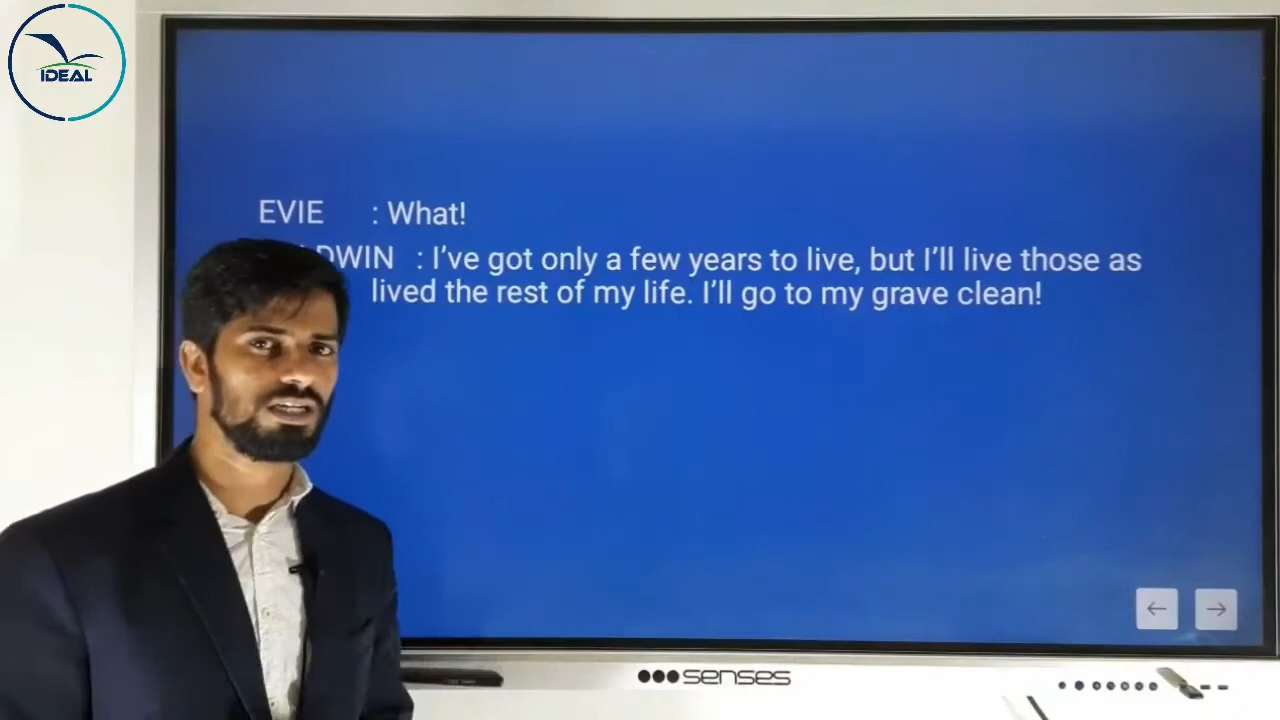 IDEAL
EVIE : What!
DWIN : I've got only a few years to live, but I'll live those as
lived the rest of my life. I'll go to my grave clean!
senses